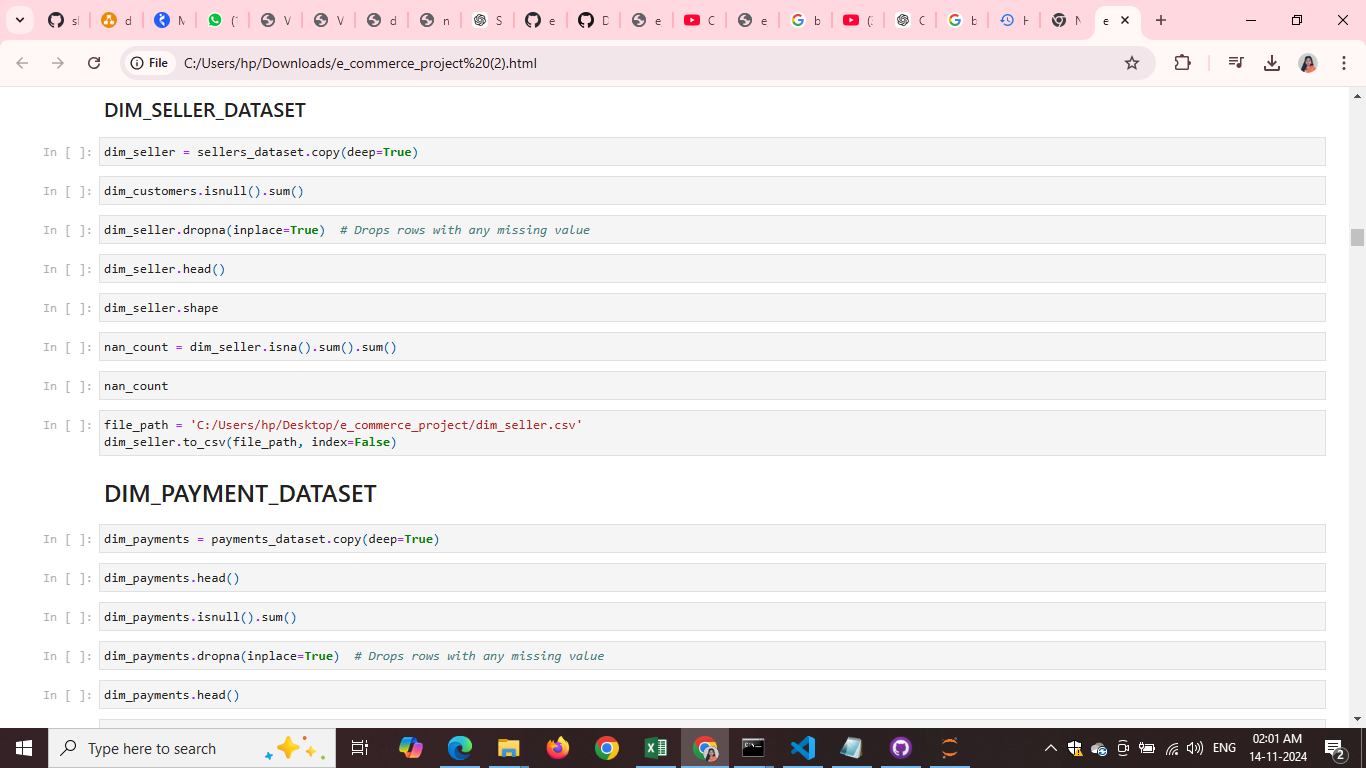 sl
d
M
(1
V
V
d
n
S
e
D
e
C
e
b
(2
C
b
H
N
e
File
C:/Users/hp/Downloads/e_commerce_project%20(2).html
DIM_SELLER_DATASET
In [ ]: dim_seller = sellers_dataset.copy(deep=True)
In [ ]: dim_customers.isnull().sum()
In [ ]: dim_seller.dropna(inplace=True)  # Drops rows with any missing value
In [ ]: dim_seller.head()
In [ ]: dim_seller.shape
In [ ]: nan_count = dim_seller.isna().sum().sum()
In [ ]: nan_count
In [ ]: file_path = 'C:/Users/hp/Desktop/e_commerce_project/dim_seller.csv'
dim_seller.to_csv(file_path, index=False)
DIM_PAYMENT_DATASET
In [ ]: dim_payments = payments_dataset.copy(deep=True)
In [ ]: dim_payments.head()
In [ ]: dim_payments.isnull().sum()
In [ ]: dim_payments.dropna(inplace=True)  # Drops rows with any missing value
In [ ]: dim_payments.head()
Type here to search
ENG
02:01 AM
14-11-2024
2